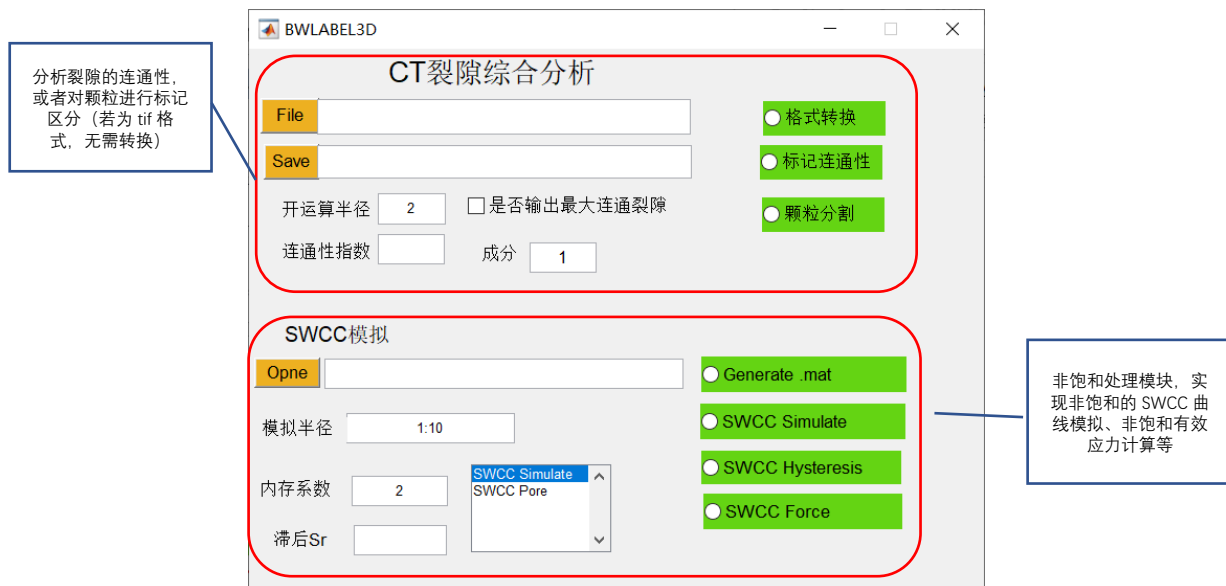 BWLABEL3D
分析裂隙的连通性，
或者对颗粒进行标记
区分（若为 tif 格
式，无需转换）
CT裂隙综合分析
File
格式转换
Save
标记连通性
开运算半径
2
是否输出最大连通裂隙
颗粒分割
连通性指数
成分
1
SWCC模拟
Opne
Generate .mat
模拟半径
1:10
SWCC Simulate
非饱和处理模块，实
现非饱和的 SWCC 曲
线模拟、非饱和有效
应力计算等
内存系数
2
SWCC Simulate
SWCC Pore
SWCC Hysteresis
滞后Sr
SWCC Force